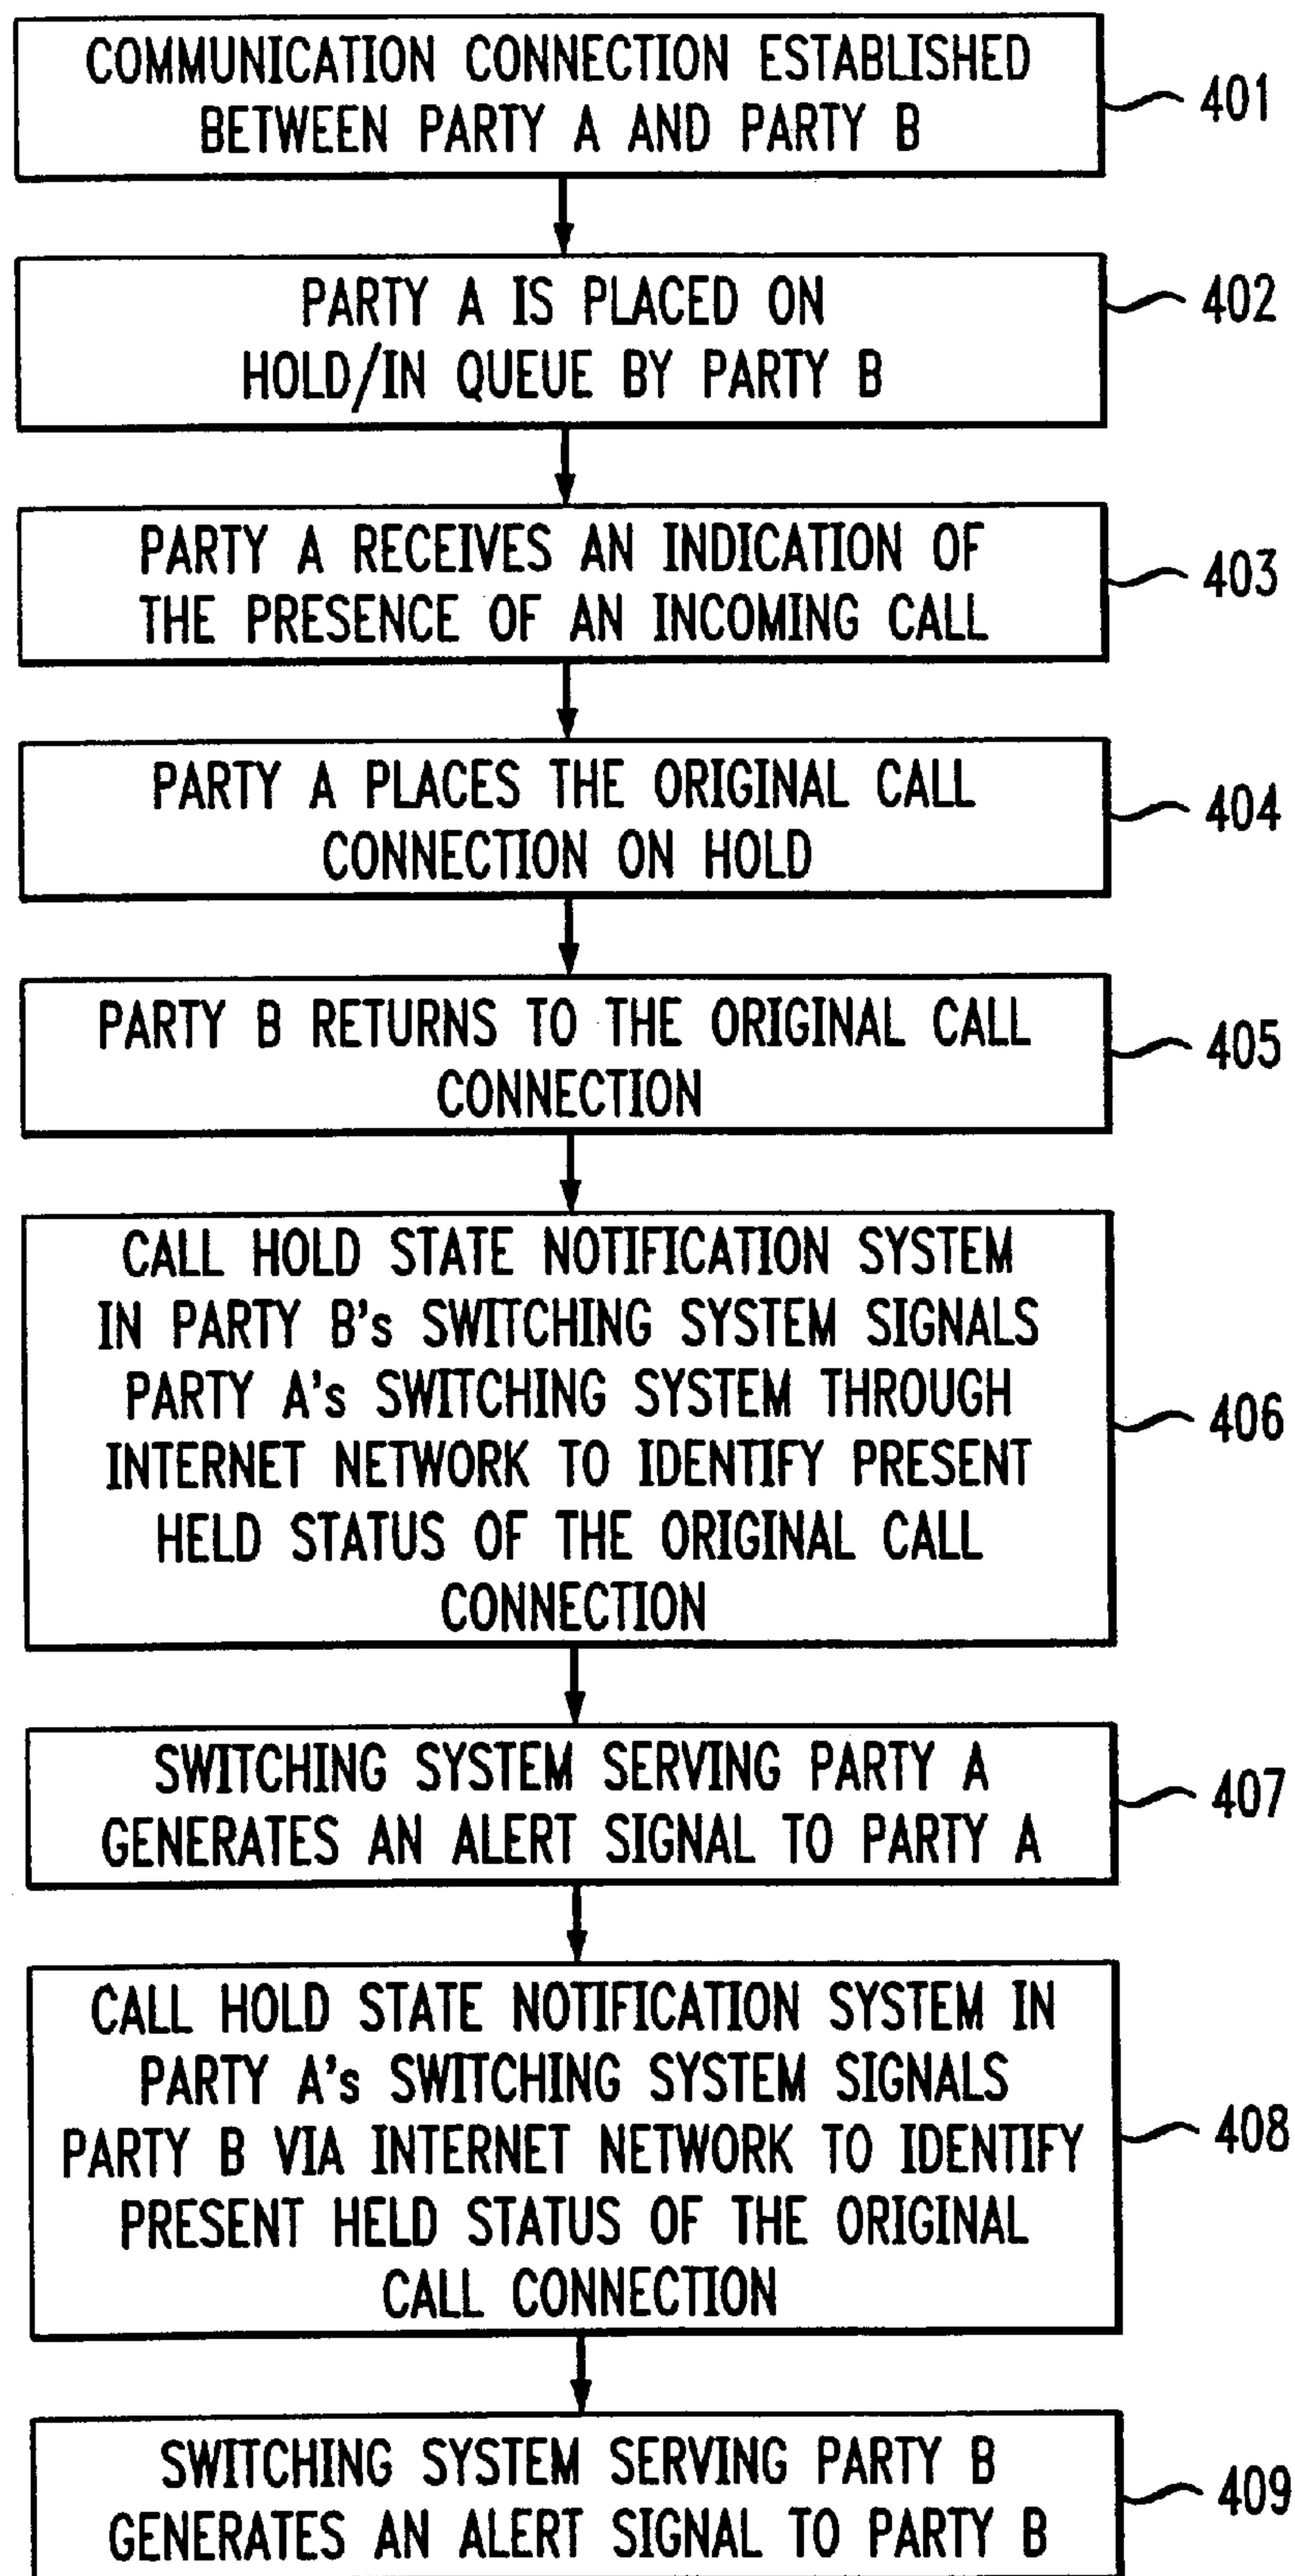 COMMUNICATION CONNECTION ESTABLISHED
BETWEEN PARTY A AND PARTY B
401
PARTY A IS PLACED ON
HOLD/IN QUEUE BY PARTY B
402
PARTY A RECEIVES AN INDICATION OF
THE PRESENCE OF AN INCOMING CALL
403
PARTY A PLACES THE ORIGINAL CALL
CONNECTION ON HOLD
404
PARTY B RETURNS TO THE ORIGINAL CALL
CONNECTION
405
CALL HOLD STATE NOTIFICATION SYSTEM
IN PARTY B's SWITCHING SYSTEM SIGNALS
PARTY A's SWITCHING SYSTEM THROUGH
INTERNET NETWORK TO IDENTIFY PRESENT
HELD STATUS OF THE ORIGINAL CALL
CONNECTION
406
SWITCHING SYSTEM SERVING PARTY A
GENERATES AN ALERT SIGNAL TO PARTY A
407
CALL HOLD STATE NOTIFICATION SYSTEM IN
PARTY A's SWITCHING SYSTEM SIGNALS
PARTY B VIA INTERNET NETWORK TO IDENTIFY
PRESENT HELD STATUS OF THE ORIGINAL
CALL CONNECTION
408
SWITCHING SYSTEM SERVING PARTY B
GENERATES AN ALERT SIGNAL TO PARTY B
409